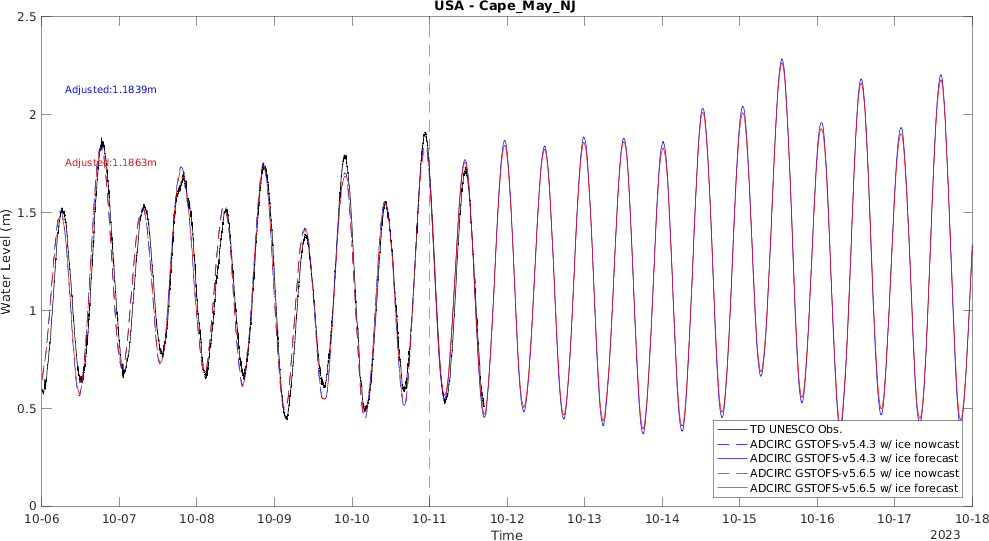 USA - Cape_May_NJ
2.5
2
1.5
1
0.5
0
Water Level (m)
Adjusted:1.1839m
Adjusted:1.1863m
TD UNESCO Obs.
ADCIRC GSTOFS-v5.4.3 w/ ice nowcast
ADCIRC GSTOFS-v5.4.3 w/ ice forecast
ADCIRC GSTOFS-v5.6.5 w/ ice nowcast
ADCIRC GSTOFS-v5.6.5 w/ ice forecast
10-06 10-07 10-08 10-09 10-10 10-11 10-12 10-13 10-14 10-15 10-16 10-17 10-18
Time
2023